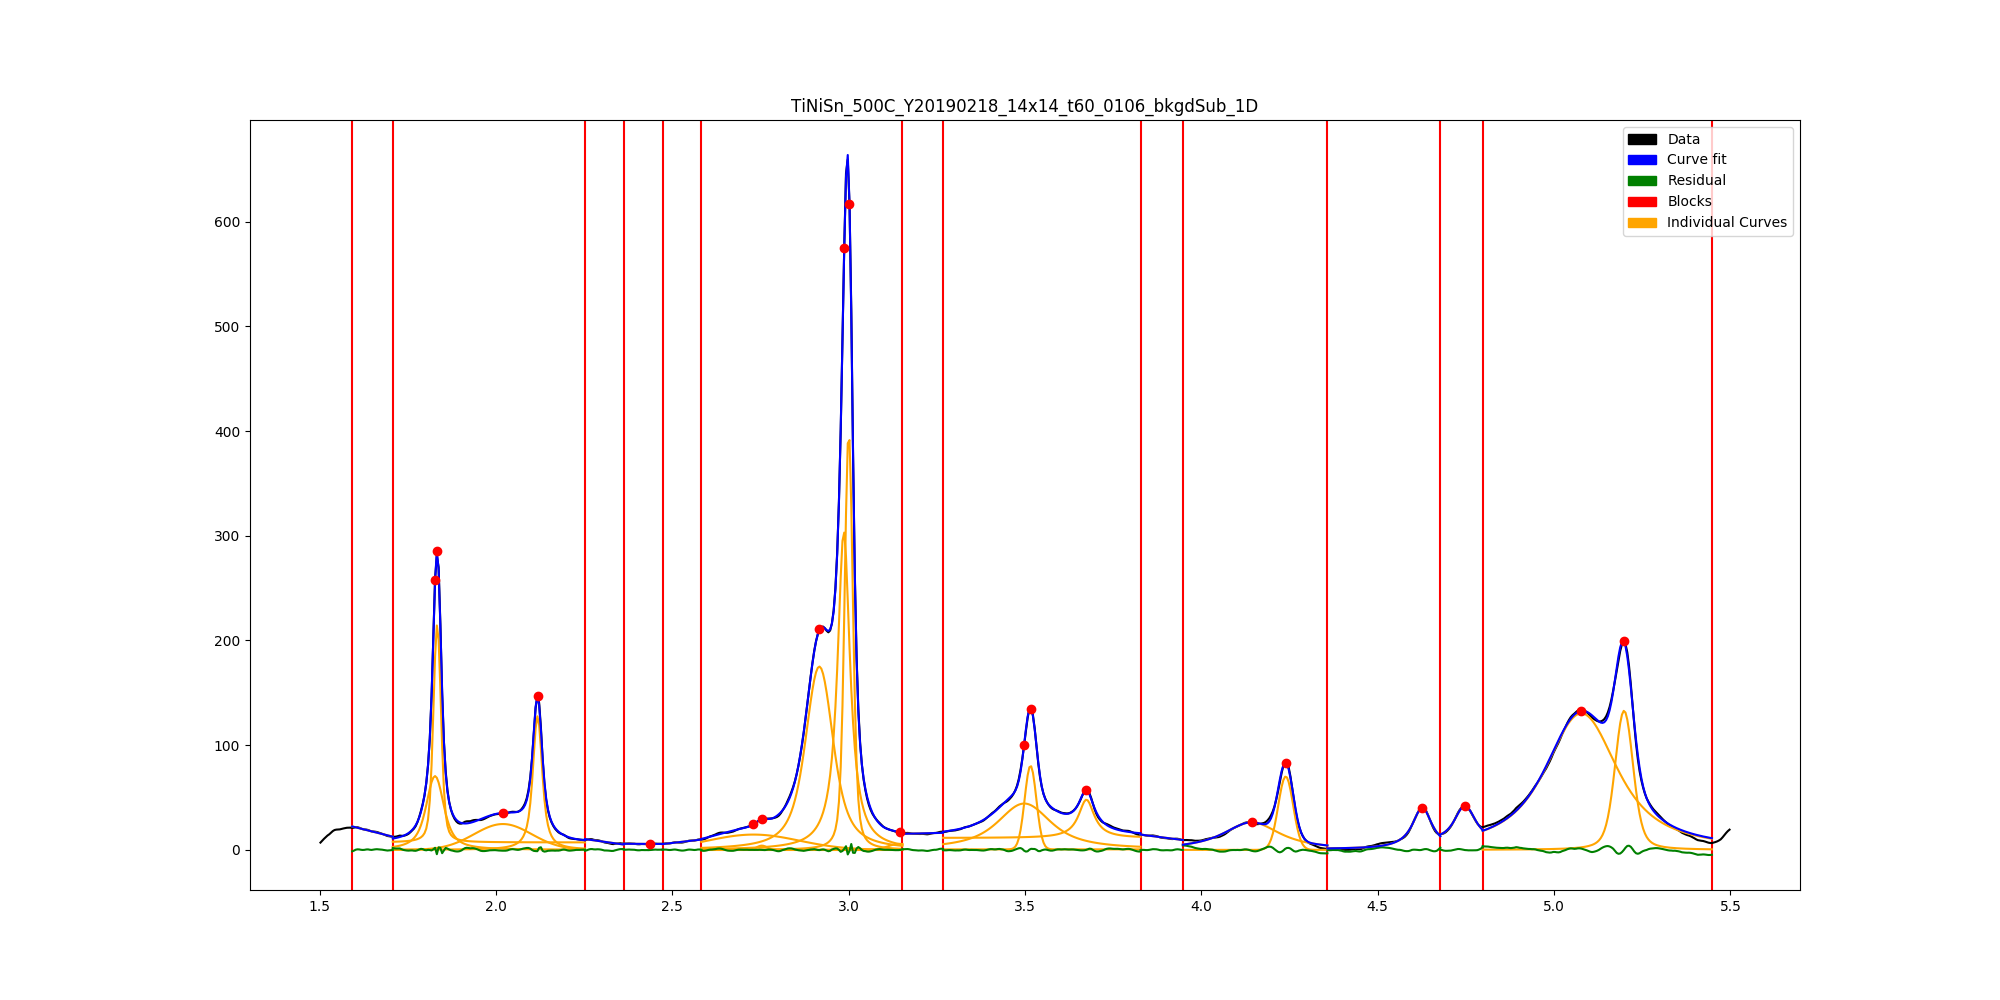 TiNiSn_500C_Y20190218_14x14_t60_0106_bkgdSub_1D
Data
Curve fit
Residual
Blocks
Individual Curves
600
500
400
300
200
100
0
1.5 2.0 2.5 3.0 3.5 4.0 4.5 5.0 5.5